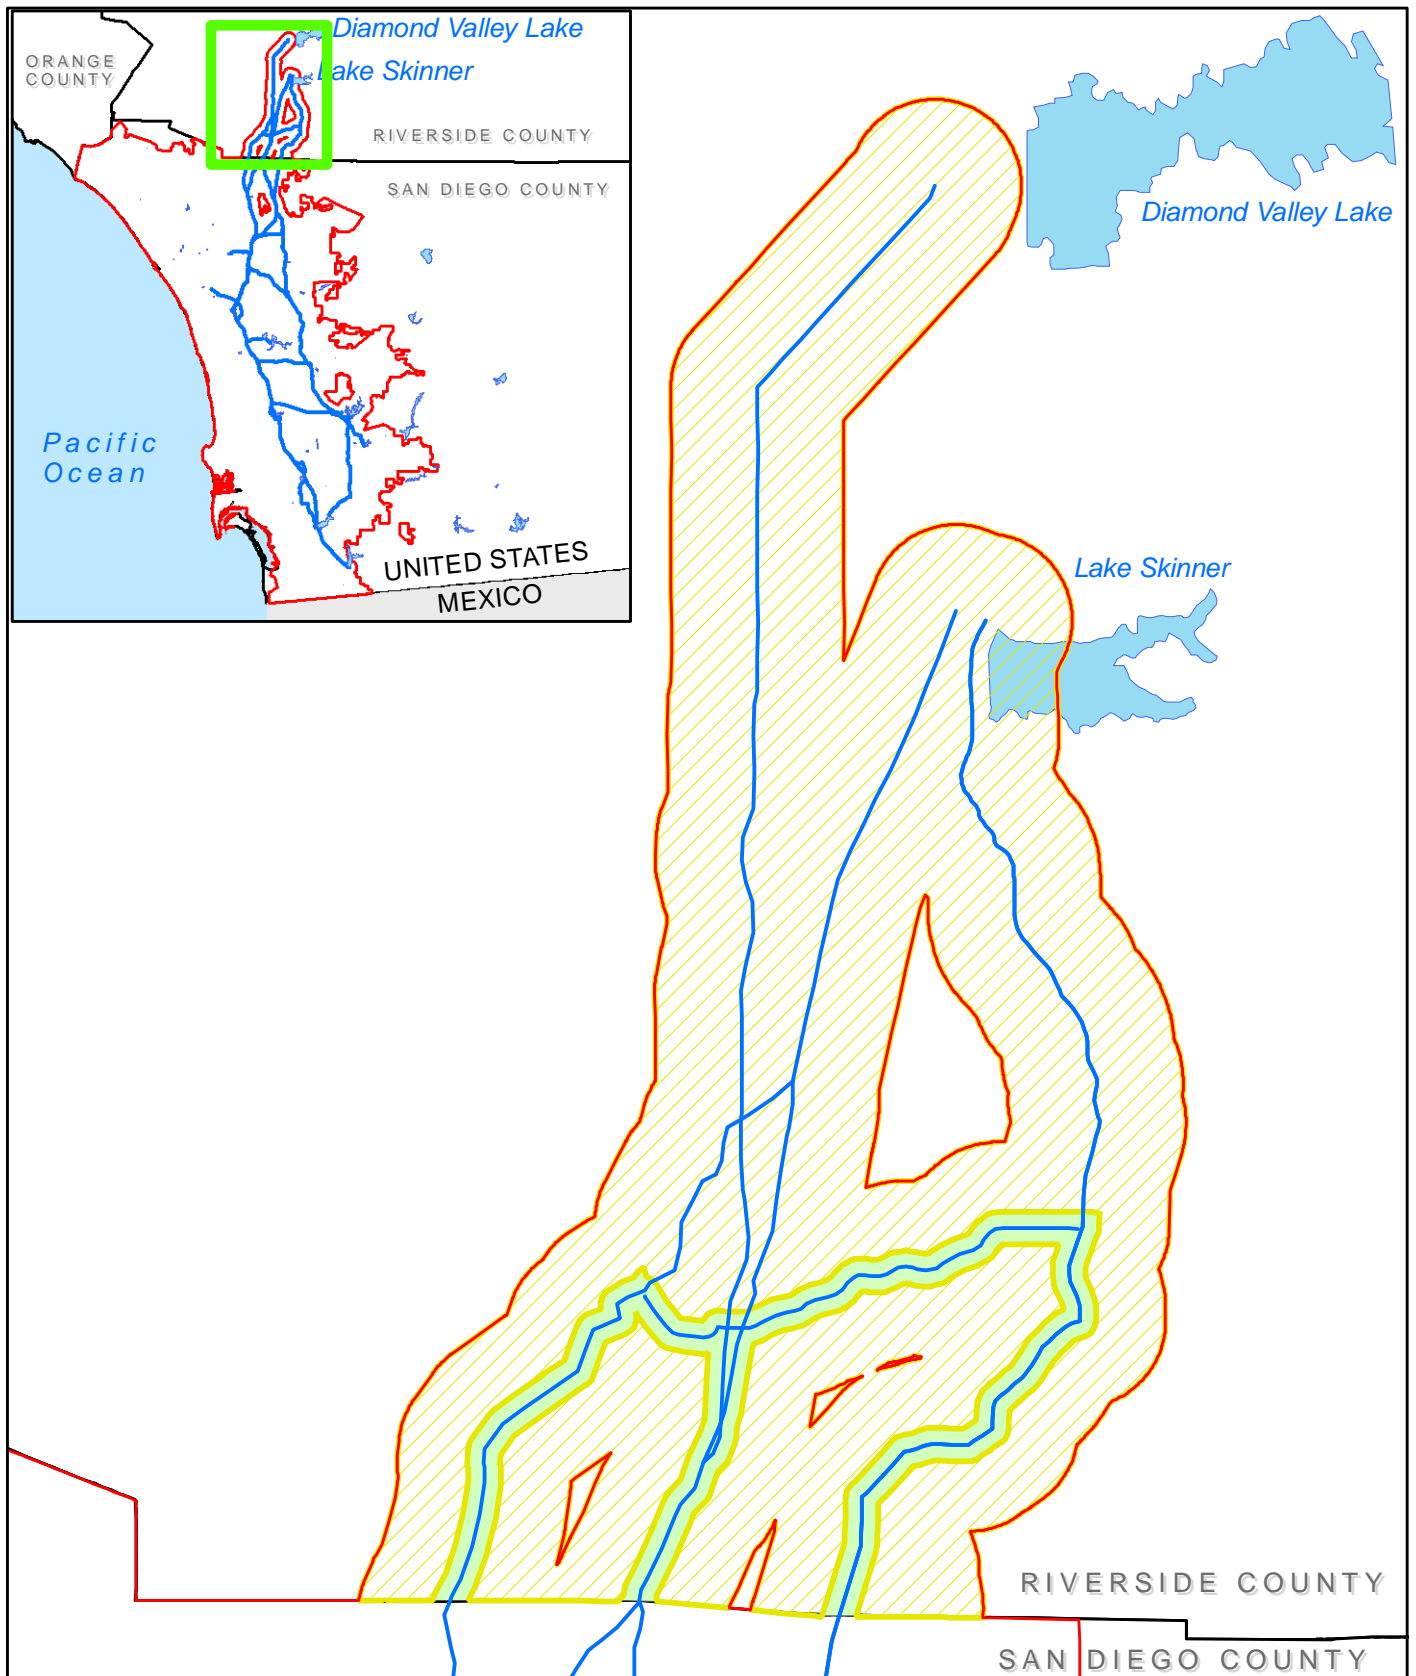 Diamond Valley Lake
ORANGE
COUNTY
Lake Skinner
RIVERSIDE COUNTY
SAN DIEGO COUNTY
Pacific
Ocean
UNITED STATES
MEXICO
Diamond Valley Lake
Lake Skinner
RIVERSIDE COUNTY
SAN DIEGO COUNTY